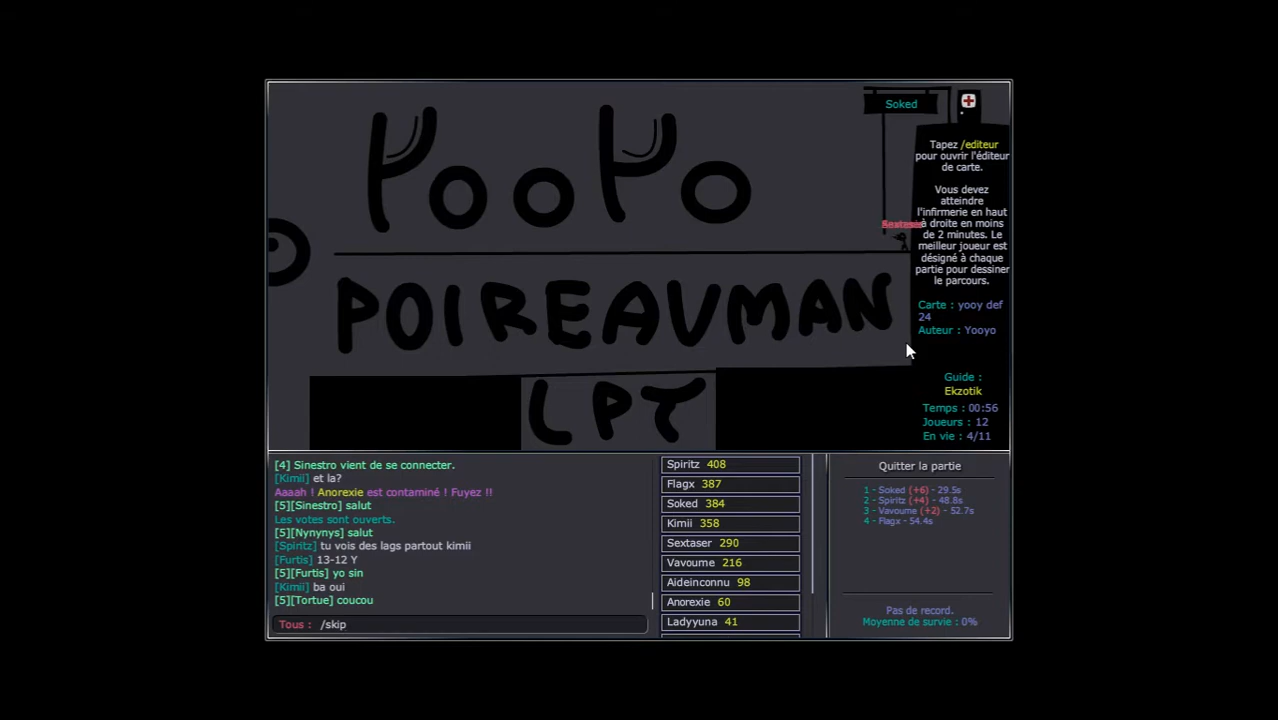 YooYo
Soked
Sextaser
POIREAUMAN
LPT
Tapez /editeur
pour ouvrir l'éditeur
de carte.
Vous devez
atteindre
l'infirmerie en haut
à droite en moins
de 2 minutes. Le
meilleur joueur est
désigné à chaque
partie pour dessiner
le parcours.
Carte : yooy def
24
Auteur : Yooyo
Guide :
Ekzotik
Temps : 00:56
Joueurs : 12
En vie : 4/11
[4] Sinestro vient de se connecter.
[Kimii] et la?
Aaaah ! Anorexie est contaminé ! Fuyez !!
[5][Sinestro] salut
Les votes sont ouverts.
[5][Nynynys] salut
[Spiritz] tu vois des lags partout kimii
[Furtis] 13-12 Y
[5][Furtis] yo sin
[Kimii] ba oui
[5][Tortue] coucou
Tous : /skip
Spiritz 408
Flagx 387
Soked 384
Kimii 358
Sextaser 290
Vavoume 216
Aideinconnu 98
Anorexie 60
Ladyyuna 41
Quitter la partie
1 - Soked (+6) - 29.5s
2 - Spiritz (+4) - 48.8s
3 - Vavoume (+2) - 52.7s
4 - Flagx - 54.4s
Pas de record.
Moyenne de survie : 0%